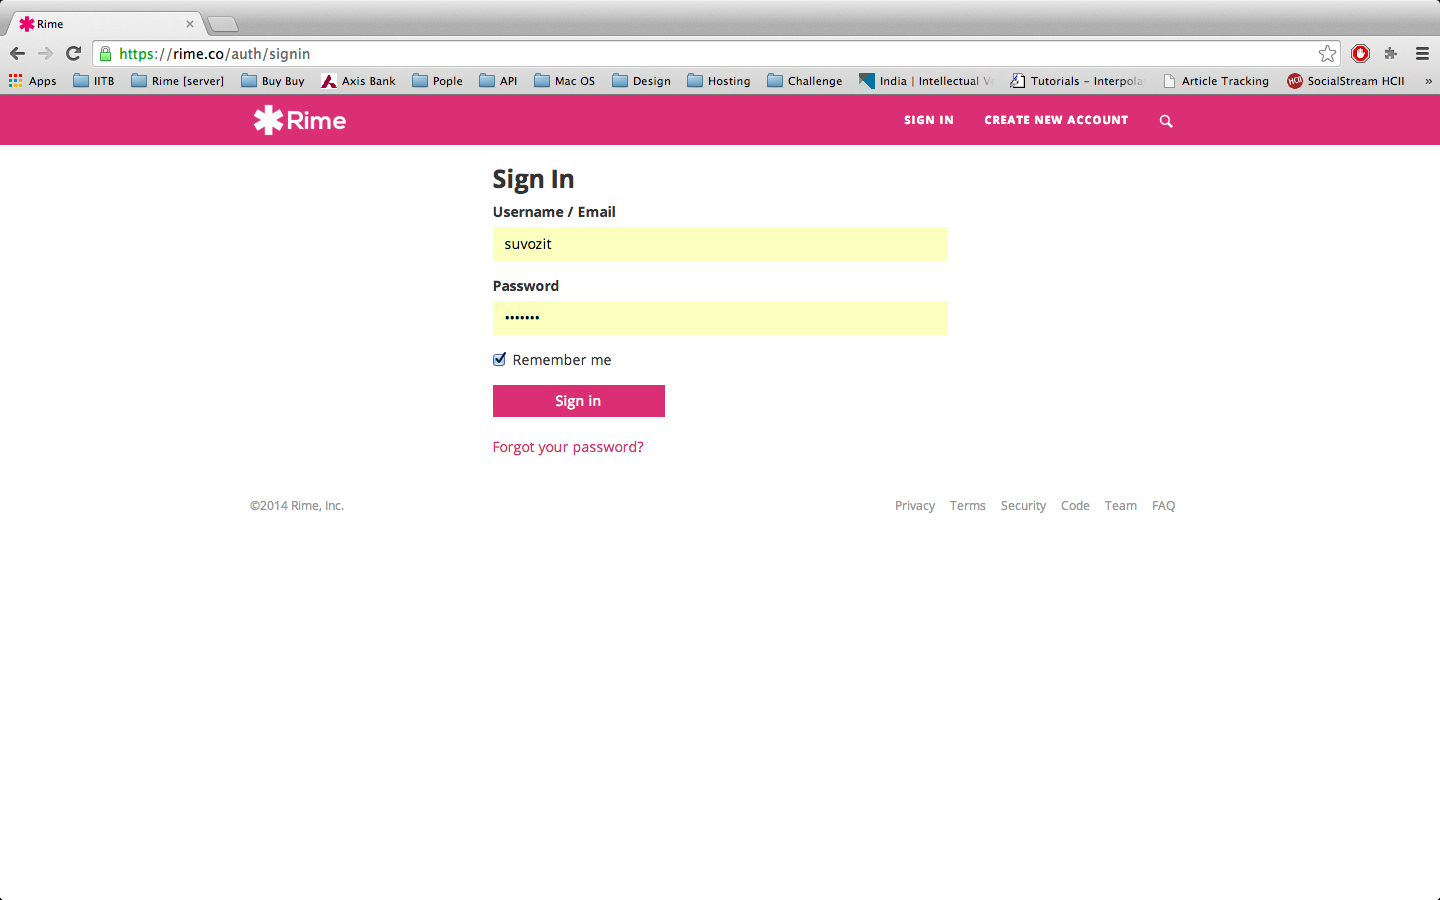 Rime
https://rime.co/auth/signin
Apps IITB Rime [server] Buy Buy Axis Bank Pople API Mac OS Design Hosting Challenge India | Intellectual Tutorials – Article Tracking SocialStream HCII »
Rime SIGN IN CREATE NEW ACCOUNT
Sign In
Username / Email
suvozit
Password
•••••••
Remember me
Sign in
Forgot your password?
©2014 Rime, Inc. Privacy Terms Security Code Team FAQ